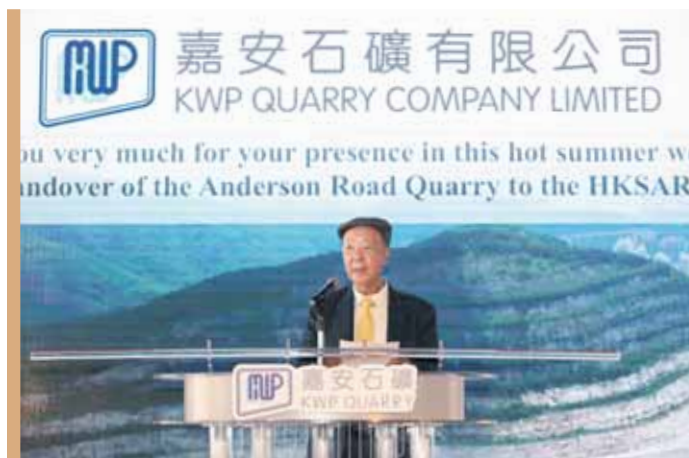 KWP
嘉安石礦有限公司
KWP QUARRY COMPANY LIMITED
ou very much for your presence in this hot summer w
andover of the Anderson Road Quarry to the HKSAR
KWP
嘉安石礦
KWP QUARRY